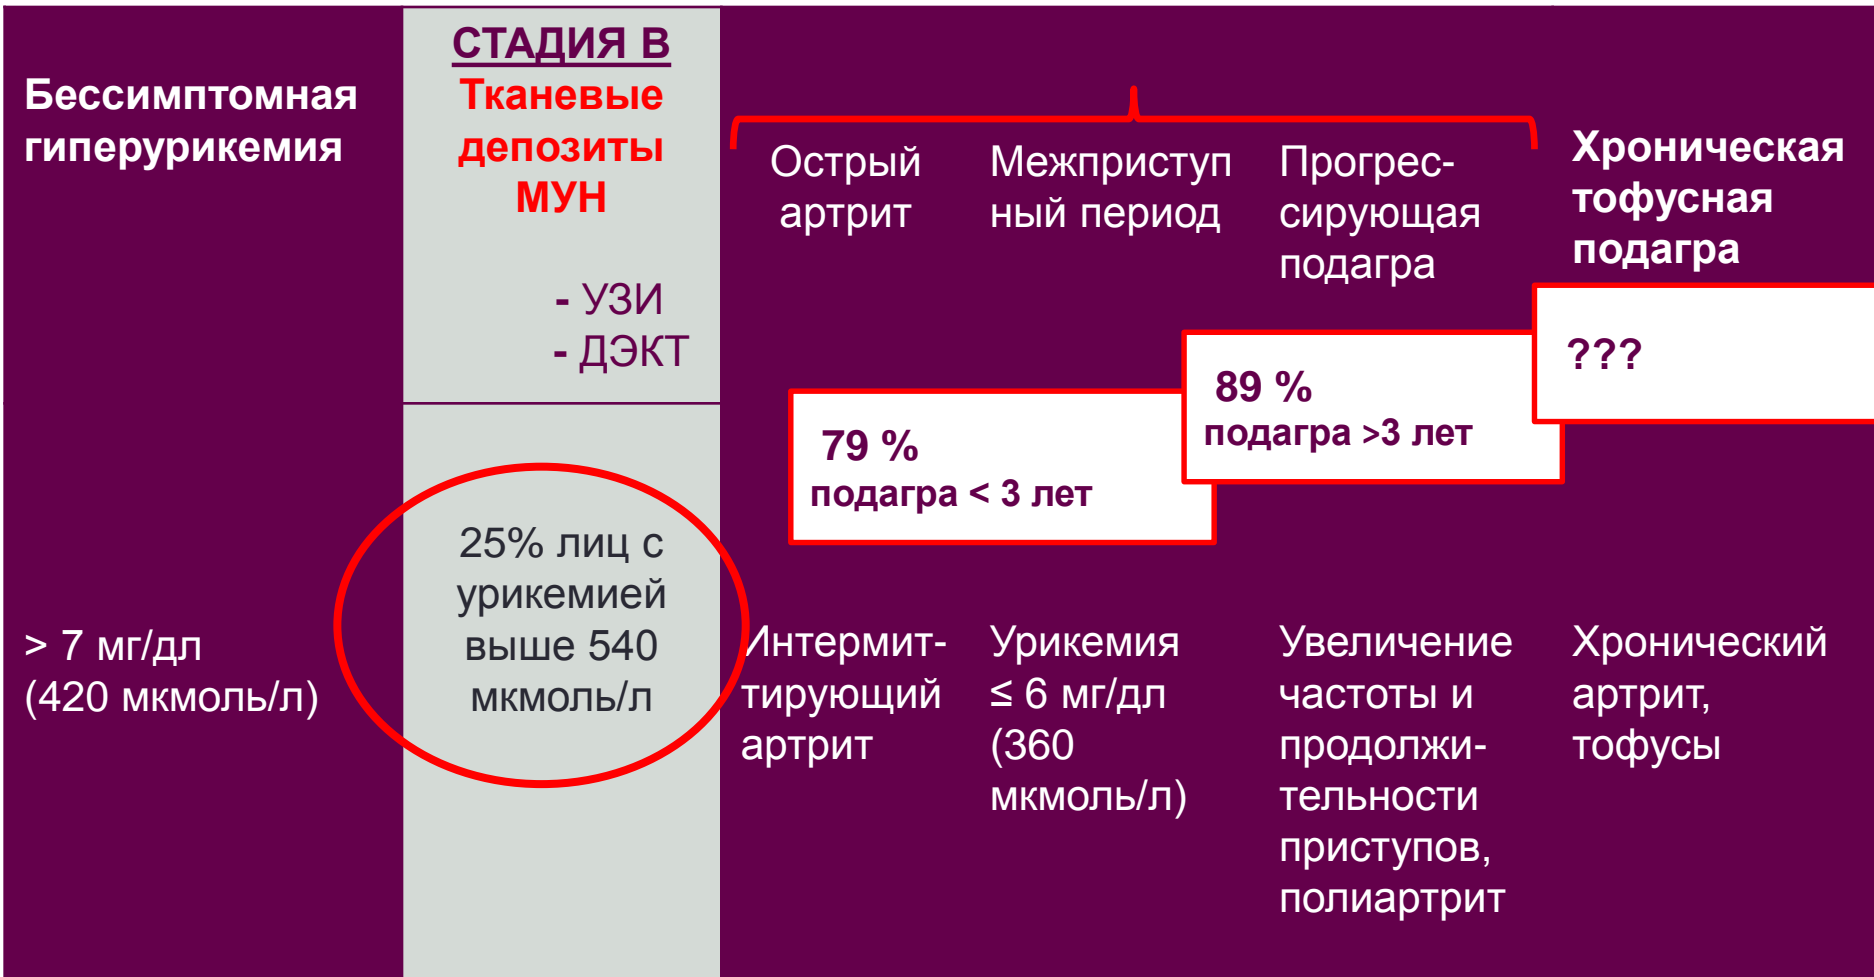 Бессимптомная
гиперурикемия
СТАДИЯ В
Тканевые
депозиты
МУН
- УЗИ
- ДЭКТ
Острый
артрит
Межприступ
ный период
Прогрес-
сирующая
подагра
Хроническая
тофусная
подагра
79 %
подагра < 3 лет
89 %
подагра >3 лет
???
> 7 мг/дл
(420 мкмоль/л)
25% лиц с
урикемией
выше 540
мкмоль/л
Интермит-
тирующий
артрит
Урикемия
≤ 6 мг/дл
(360
мкмоль/л)
Увеличение
частоты и
продолжи-
тельности
приступов,
полиартрит
Хронический
артрит,
тофусы